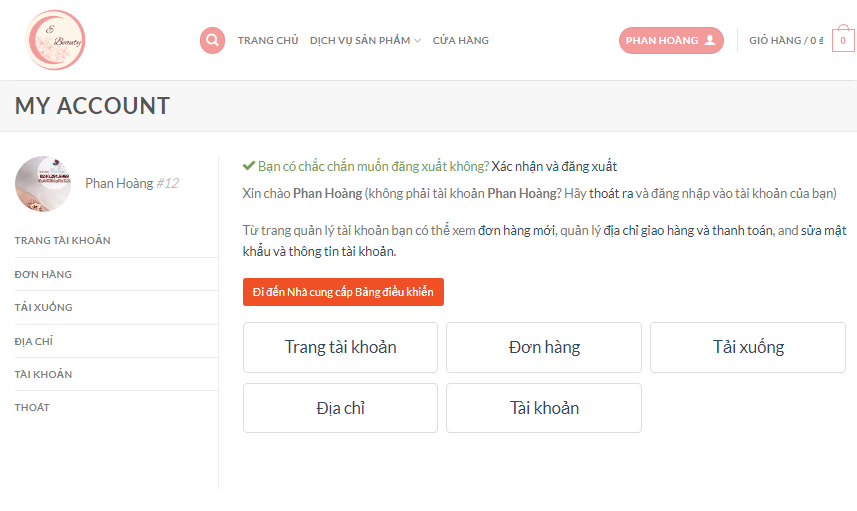 E
Beauty
TRANG CHỦ
DỊCH VỤ SẢN PHẨM
CỬA HÀNG
PHAN HOÀNG
GIỎ HÀNG / 0 ₫
0
MY ACCOUNT
Phan Hoàng #12
TRANG TÀI KHOẢN
ĐƠN HÀNG
TẢI XUỐNG
ĐỊA CHỈ
TÀI KHOẢN
THOÁT
Bạn có chắc chắn muốn đăng xuất không? Xác nhận và đăng xuất
Xin chào Phan Hoàng (không phải tài khoản Phan Hoàng? Hãy thoát ra và đăng nhập vào tài khoản của bạn)
Từ trang quản lý tài khoản bạn có thể xem đơn hàng mới, quản lý địa chỉ giao hàng và thanh toán, and sửa mật
khẩu và thông tin tài khoản.
Đi đến Nhà cung cấp Bảng điều khiển
Trang tài khoản
Đơn hàng
Tải xuống
Địa chỉ
Tài khoản